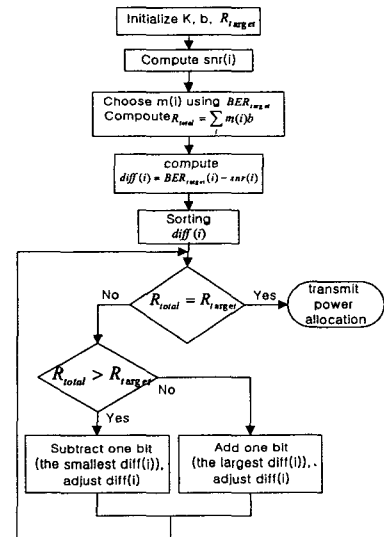 Initialize K, b, R_target
Compute snr(i)
Choose m(i) using BER_target
Compoute R_total = ∑_i m(i)b
compute
diff(i) = BER_target(i) − snr(i)
Sorting
diff(i)
R_total = R_target
No
Yes
transmit
power
allocation
R_total > R_target
No
Yes
Subtract one bit
(the smallest diff(i)),
adjust diff(i)
Add one bit
(the largest diff(i)), .
adjust diff(i)